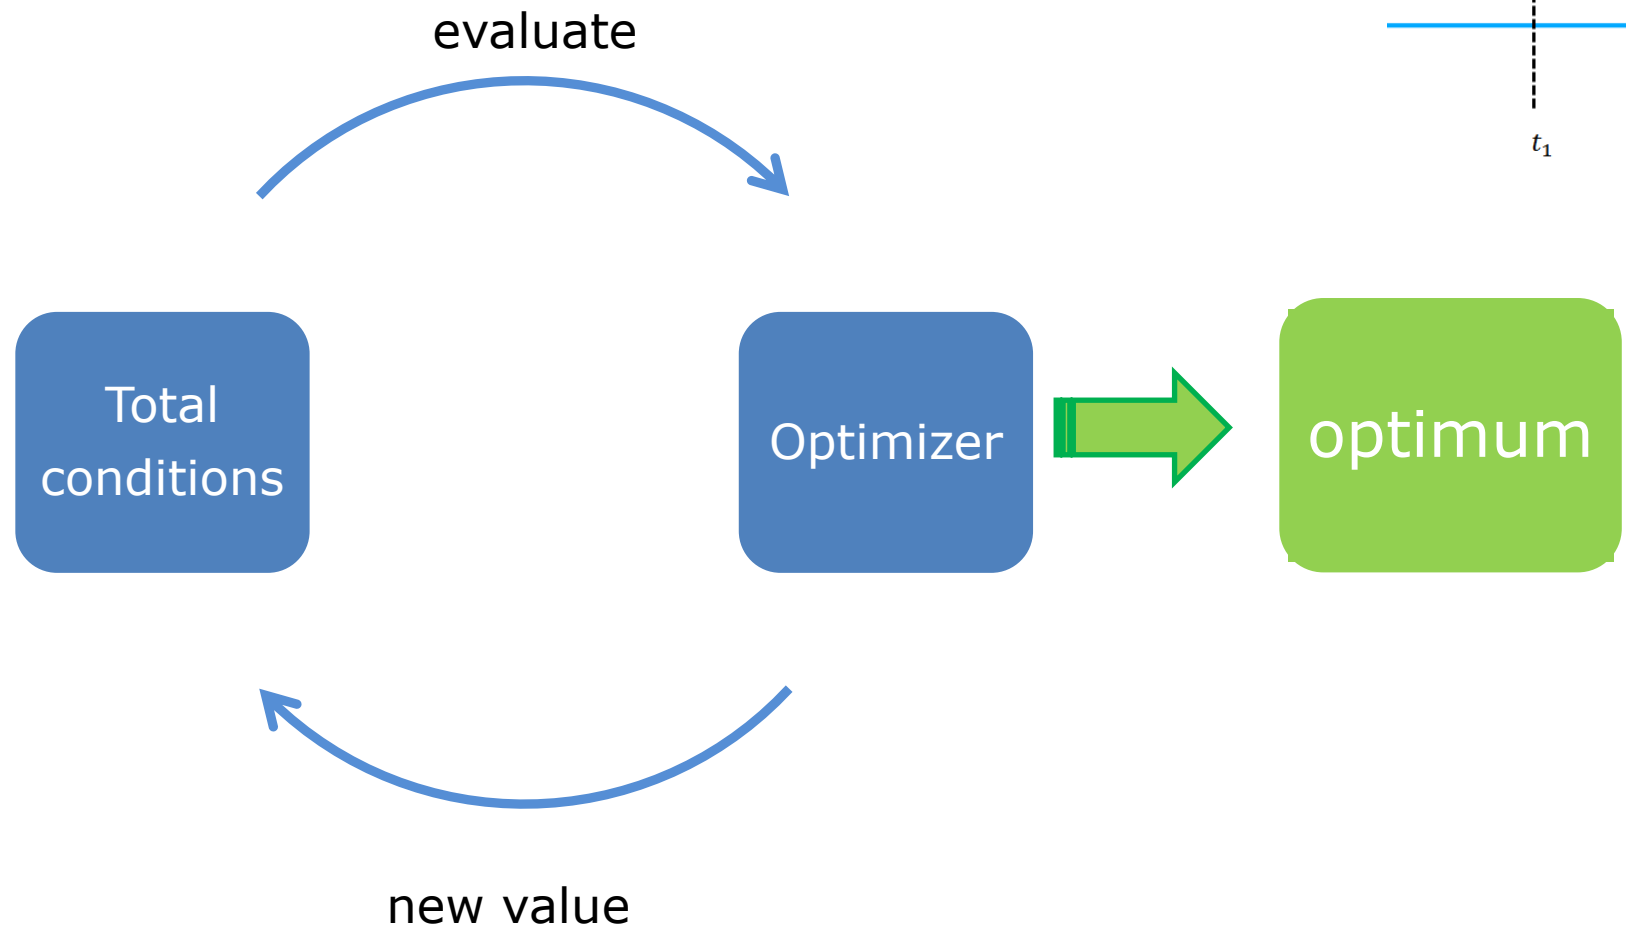 evaluate
t₁
Total
conditions
Optimizer
optimum
new value